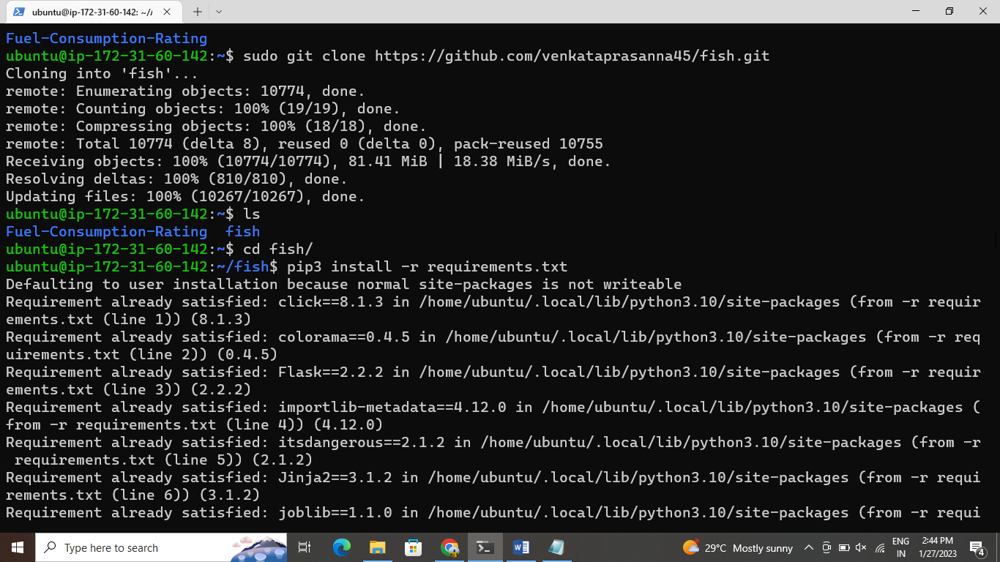 ubuntu@ip-172-31-60-142: ~/
Fuel-Consumption-Rating
ubuntu@ip-172-31-60-142:~$ sudo git clone https://github.com/venkataprasanna45/fish.git
Cloning into 'fish'...
remote: Enumerating objects: 10774, done.
remote: Counting objects: 100% (19/19), done.
remote: Compressing objects: 100% (18/18), done.
remote: Total 10774 (delta 8), reused 0 (delta 0), pack-reused 10755
Receiving objects: 100% (10774/10774), 81.41 MiB | 18.38 MiB/s, done.
Resolving deltas: 100% (810/810), done.
Updating files: 100% (10267/10267), done.
ubuntu@ip-172-31-60-142:~$ ls
Fuel-Consumption-Rating  fish
ubuntu@ip-172-31-60-142:~$ cd fish/
ubuntu@ip-172-31-60-142:~/fish$ pip3 install -r requirements.txt
Defaulting to user installation because normal site-packages is not writeable
Requirement already satisfied: click==8.1.3 in /home/ubuntu/.local/lib/python3.10/site-packages (from -r requir
ements.txt (line 1)) (8.1.3)
Requirement already satisfied: colorama==0.4.5 in /home/ubuntu/.local/lib/python3.10/site-packages (from -r req
uirements.txt (line 2)) (0.4.5)
Requirement already satisfied: Flask==2.2.2 in /home/ubuntu/.local/lib/python3.10/site-packages (from -r requir
ements.txt (line 3)) (2.2.2)
Requirement already satisfied: importlib-metadata==4.12.0 in /home/ubuntu/.local/lib/python3.10/site-packages (
from -r requirements.txt (line 4)) (4.12.0)
Requirement already satisfied: itsdangerous==2.1.2 in /home/ubuntu/.local/lib/python3.10/site-packages (from -r
 requirements.txt (line 5)) (2.1.2)
Requirement already satisfied: Jinja2==3.1.2 in /home/ubuntu/.local/lib/python3.10/site-packages (from -r requi
rements.txt (line 6)) (3.1.2)
Requirement already satisfied: joblib==1.1.0 in /home/ubuntu/.local/lib/python3.10/site-packages (from -r requi
Type here to search
29°C Mostly sunny
ENG
IN
2:44 PM
1/27/2023
4